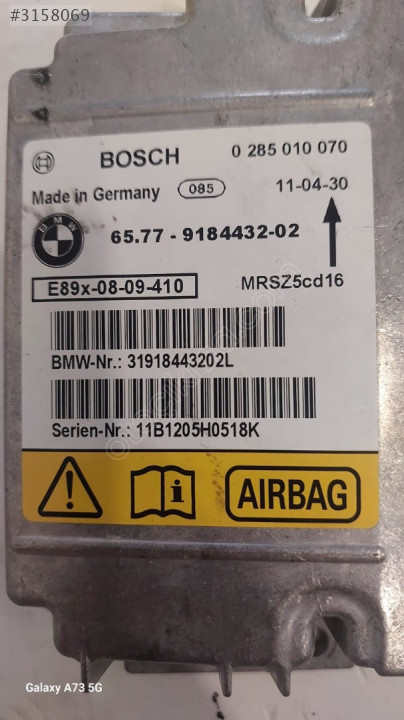 #3158069
BOSCH 0 285 010 070
Made in Germany 085 11-04-30
BMW 65.77 - 9184432-02
E89x-08-09-410 MRSZ5cd16
BMW-Nr.: 31918443202L
Serien-Nr.: 11B1205H0518K
AIRBAG
Galaxy A73 5G